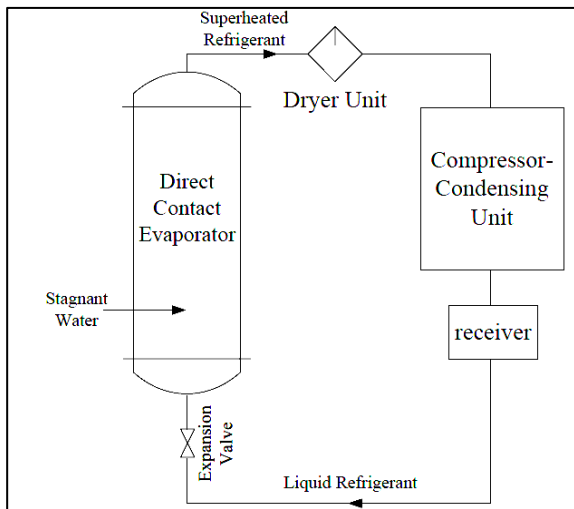 Superheated
Refrigerant
Dryer Unit
Compressor-
Condensing
Unit
Direct
Contact
Evaporator
Stagnant
Water
receiver
Expansion
Valve
Liquid Refrigerant